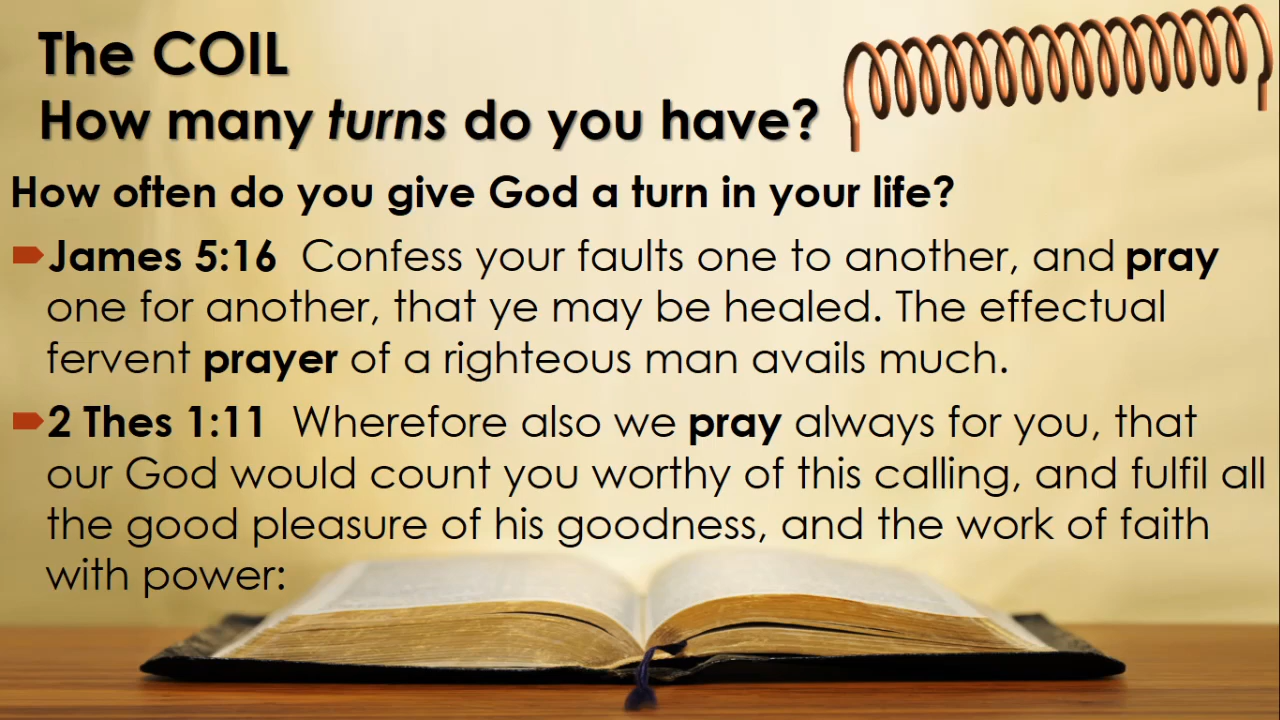 The COIL
How many turns do you have?
How often do you give God a turn in your life?
James 5:16 Confess your faults one to another, and pray
one for another, that ye may be healed. The effectual
fervent prayer of a righteous man avails much.
2 Thes 1:11 Wherefore also we pray always for you, that
our God would count you worthy of this calling, and fulfil all
the good pleasure of his goodness, and the work of faith
with power: